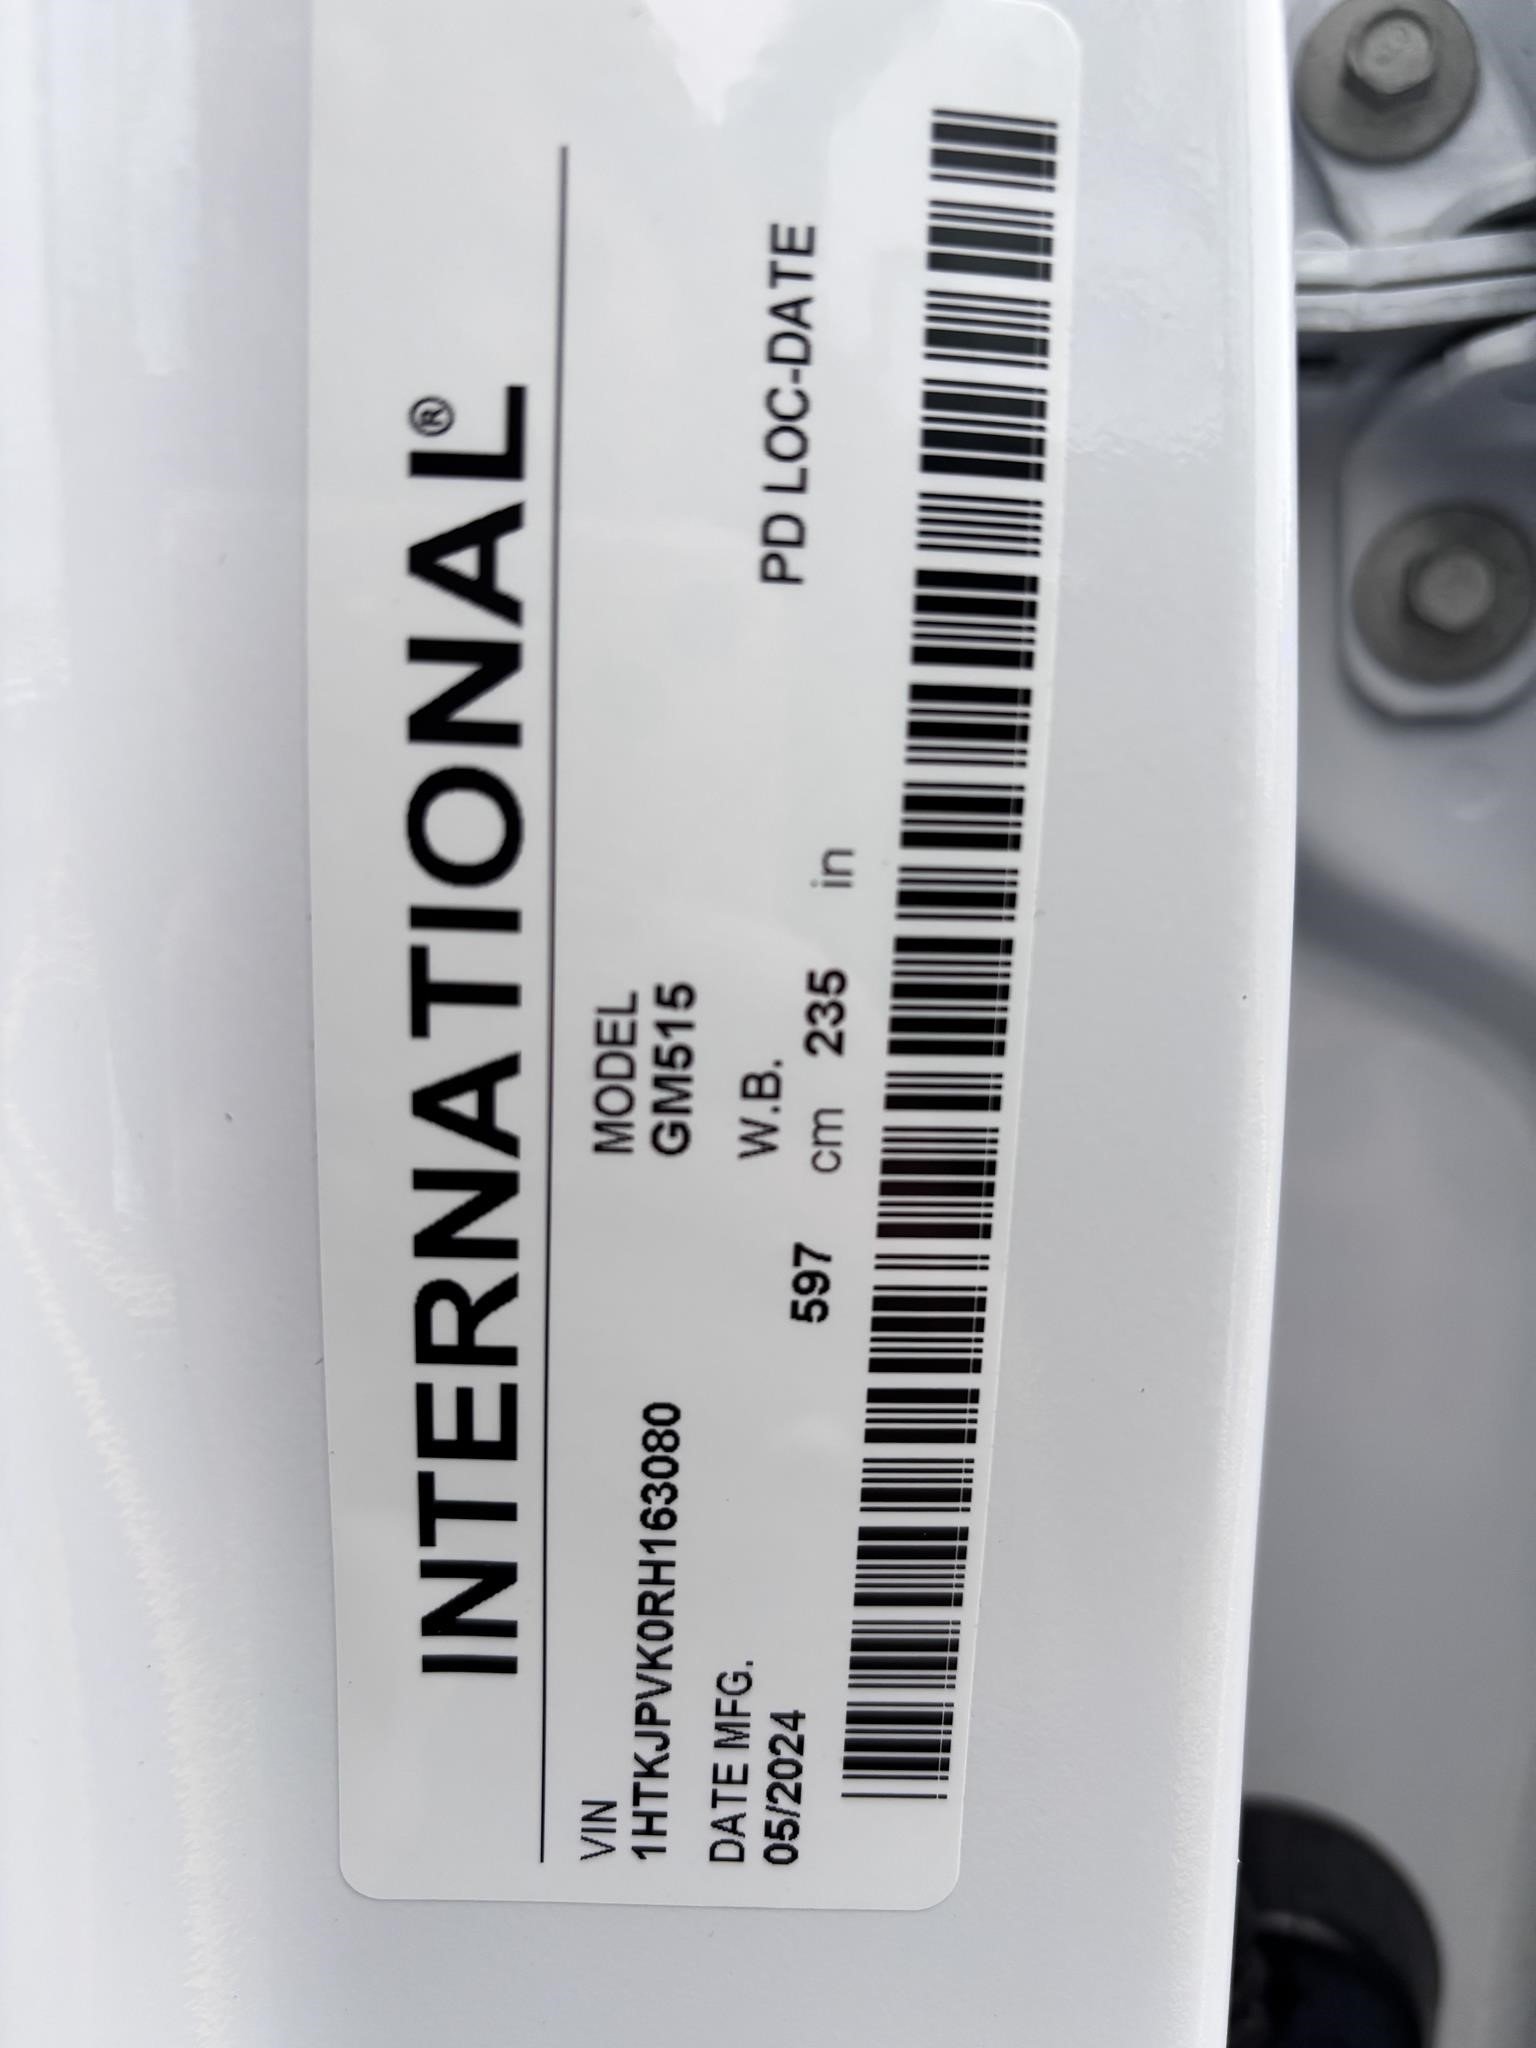 INTERNATIONAL®
VIN MODEL
1HTKJPVK0RH163080 GM515
DATE MFG. W.B. PD LOC-DATE
05/2024 597 cm 235 in